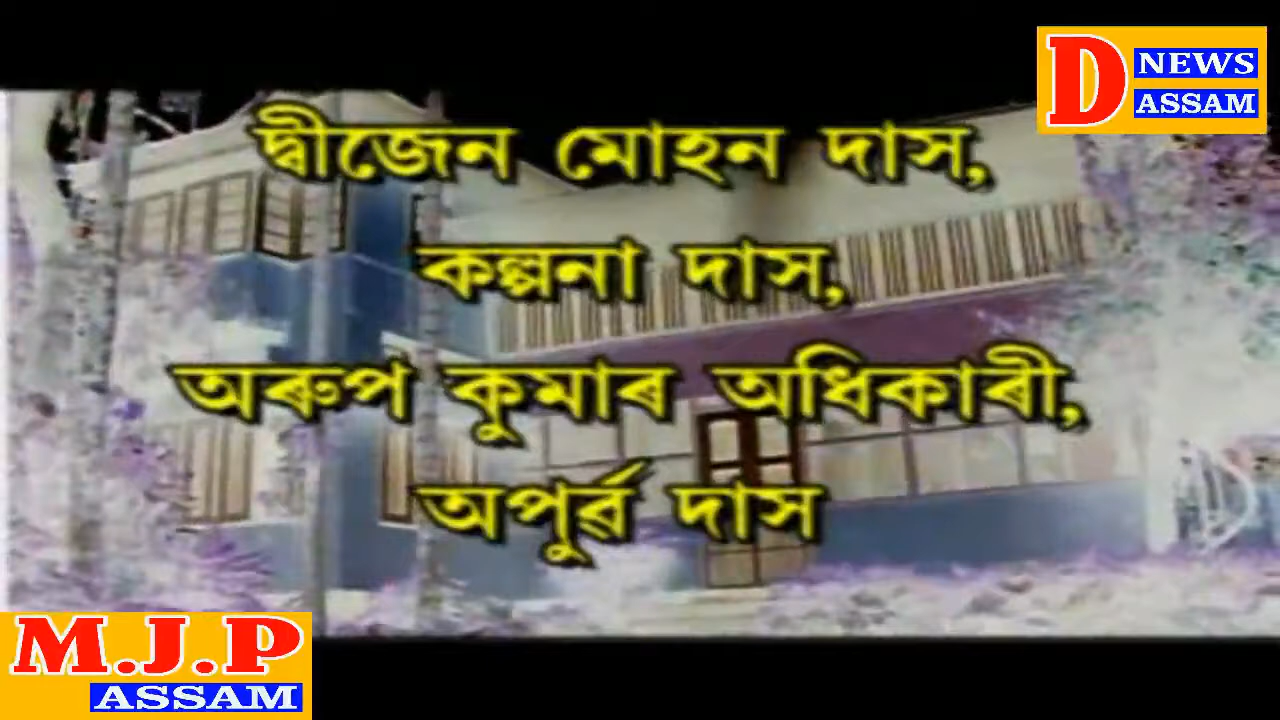 D NEWS
ASSAM
দ্বীজেন মোহন দাস,
কল্পনা দাস,
অৰুপ কুমাৰ অধিকাৰী,
অপুৰ্ৱ দাস
M.J.P
ASSAM